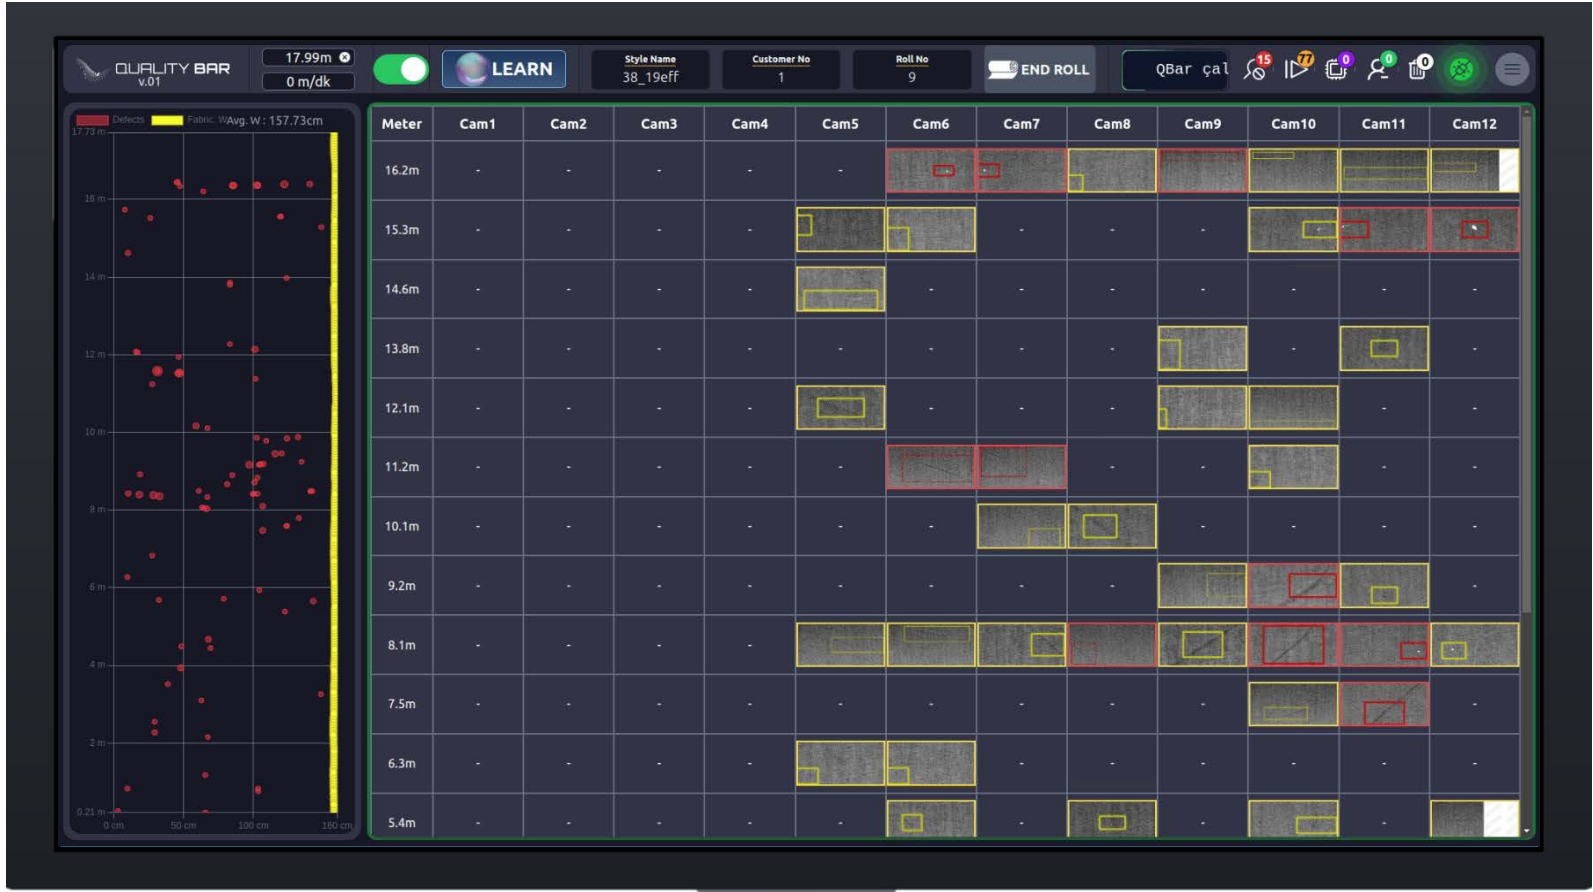 QUALITY BAR
v.01
17.99m
0 m/dk
LEARN
Style Name
38_19eff
Customer No
1
Roll No
9
END ROLL
QBar çal
15
77
0
0
0
Defects
Fabric. W
Avg. W : 157.73cm
17.73 m
16 m
14 m
12 m
10 m
8 m
6 m
4 m
2 m
0.21 m
0 cm 50 cm 100 cm 160 cm
Meter Cam1 Cam2 Cam3 Cam4 Cam5 Cam6 Cam7 Cam8 Cam9 Cam10 Cam11 Cam12
16.2m - - - - -
15.3m - - - - - - -
14.6m - - - - - - - - - - -
13.8m - - - - - - - - - -
12.1m - - - - - - - - -
11.2m - - - - - - - - -
10.1m - - - - - - - - - -
9.2m - - - - - - - - -
8.1m - - - -
7.5m - - - - - - - - - -
6.3m - - - - - - - - - -
5.4m - - - - - - - -